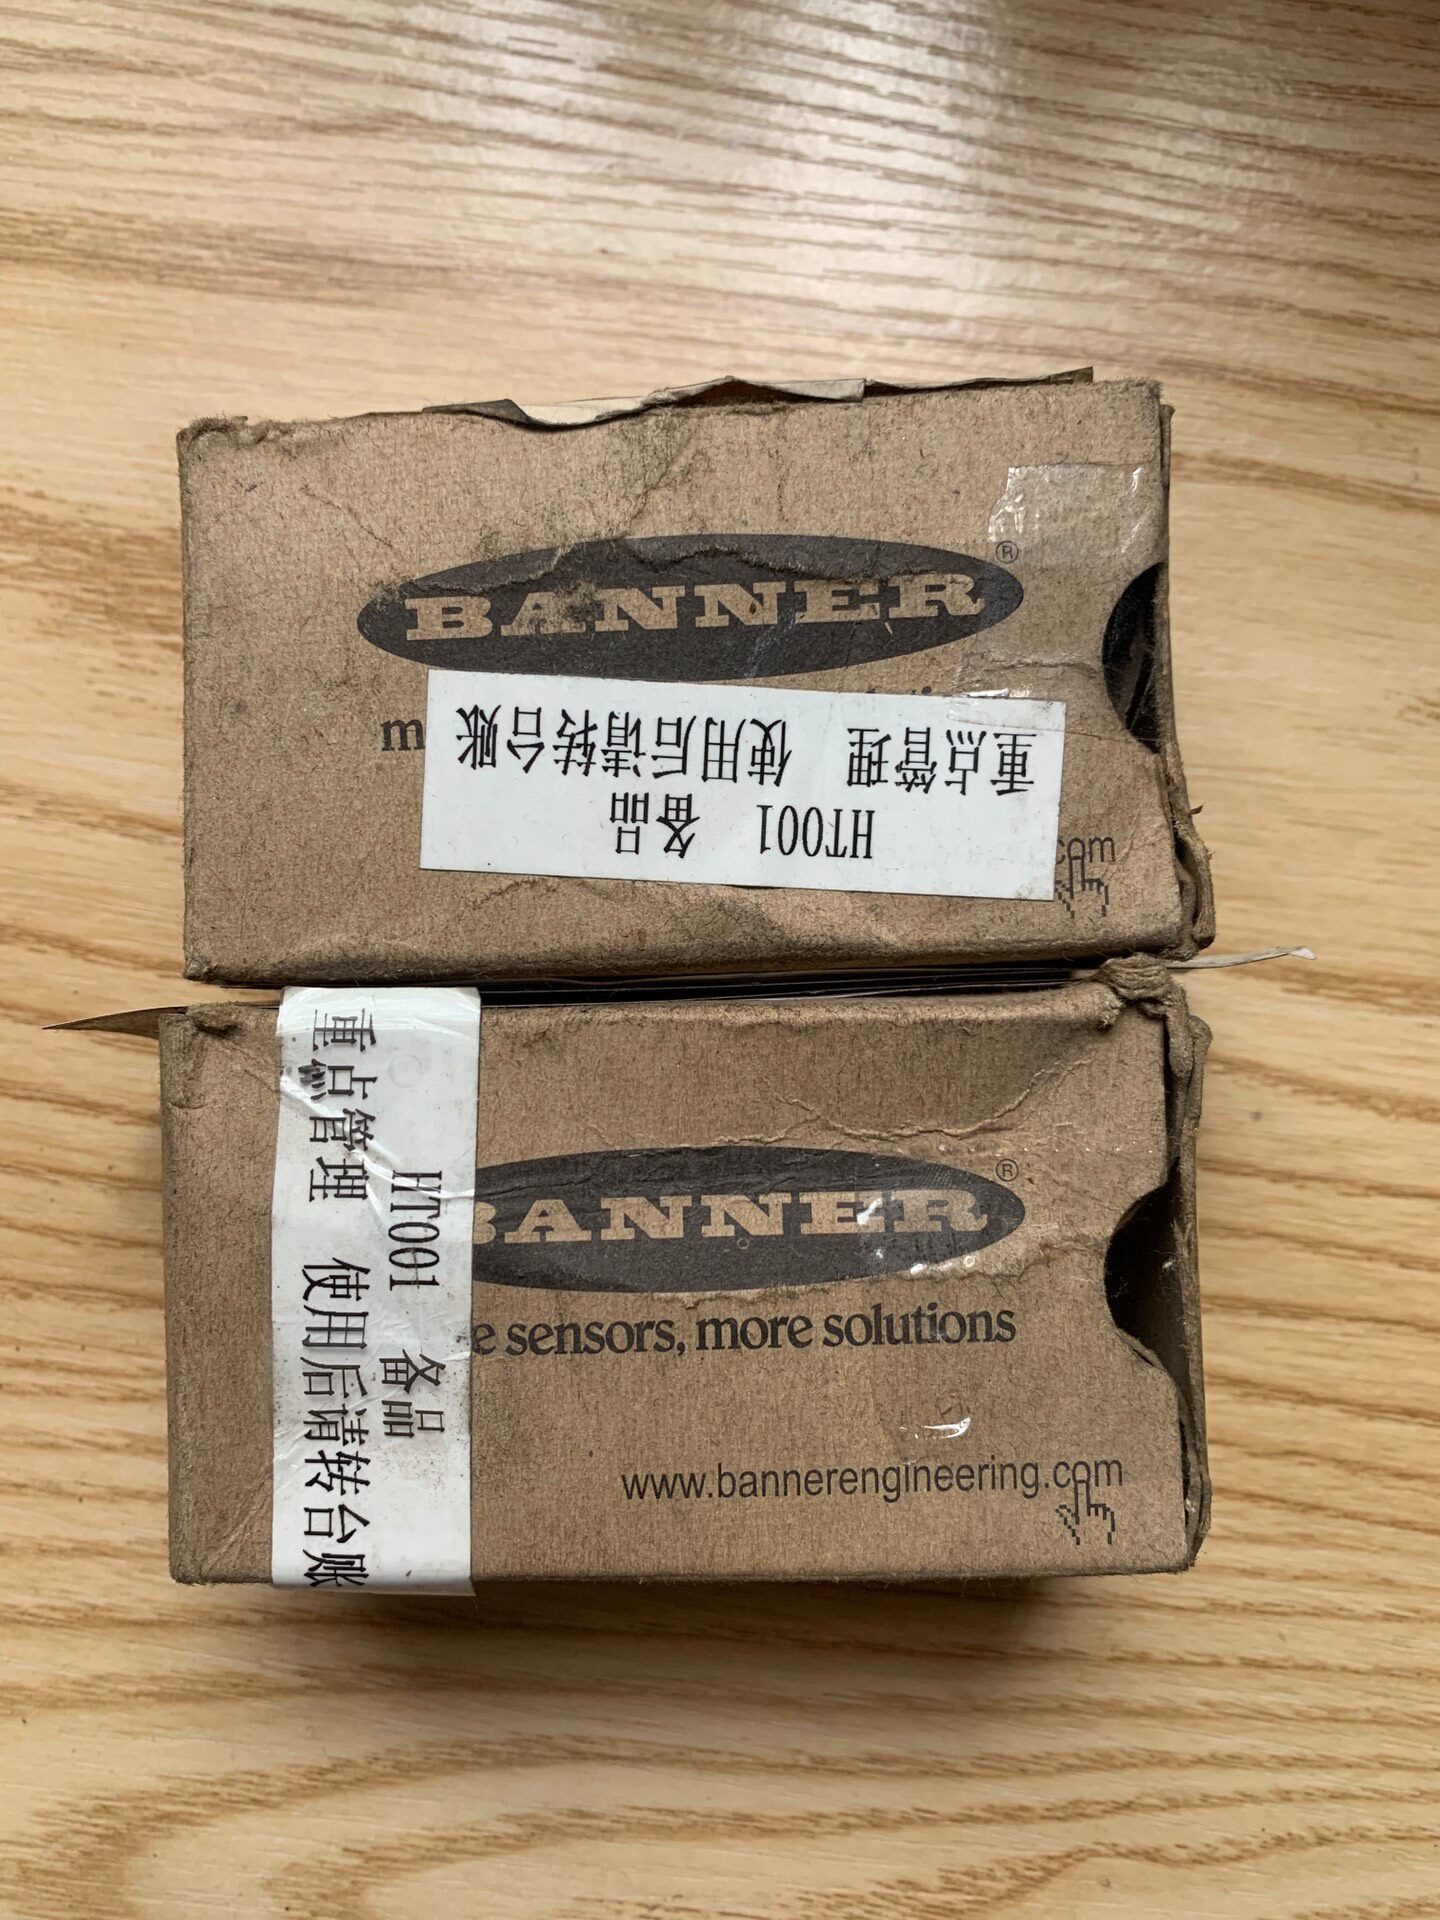 BANNER®
m
重点管理 使用后请转台账
HT001 备品
com
重点管理 使用后请转台账
HT001 备品
BANNER®
e sensors, more solutions
www.bannerengineering.com